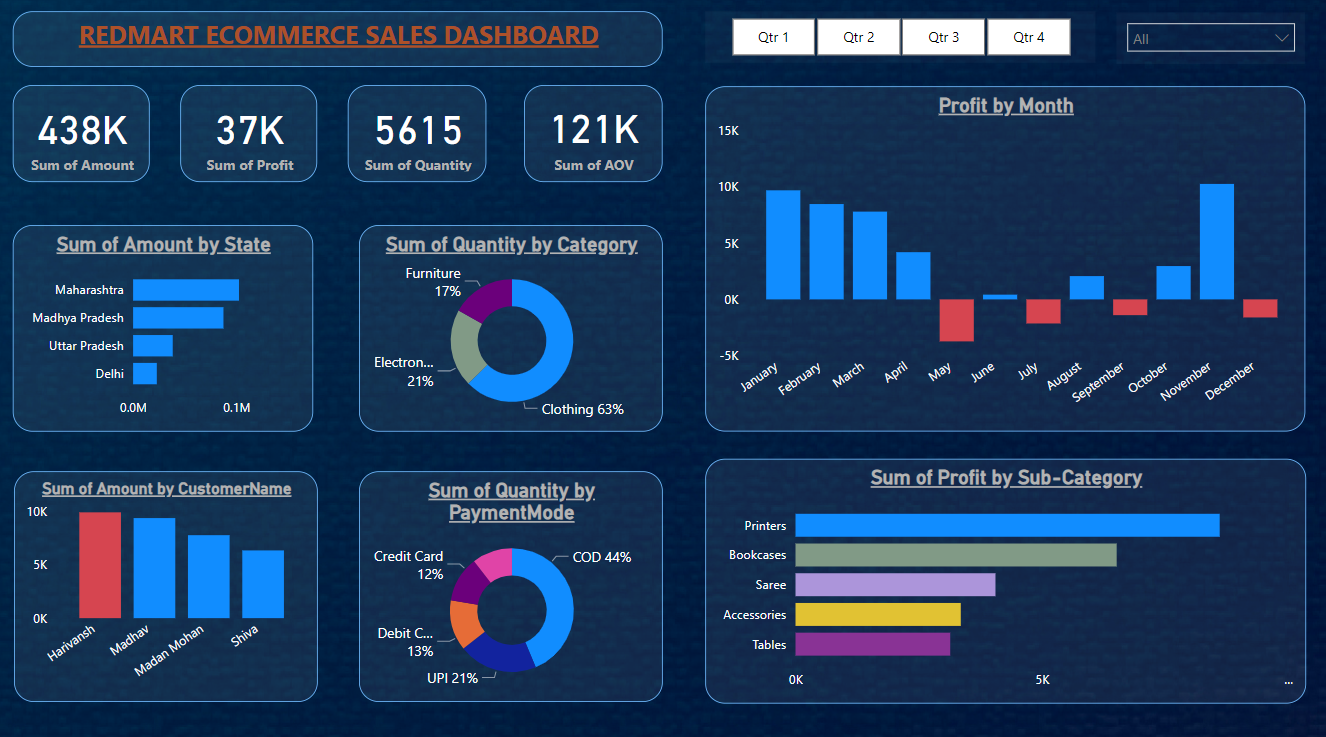 REDMART ECOMMERCE SALES DASHBOARD
Qtr 1
Qtr 2
Qtr 3
Qtr 4
All
438K
Sum of Amount
37K
Sum of Profit
5615
Sum of Quantity
121K
Sum of AOV
Profit by Month
15K
10K
5K
0K
-5K
January
February
March
April
May
June
July
August
September
October
November
December
Sum of Amount by State
Maharashtra
Madhya Pradesh
Uttar Pradesh
Delhi
0.0M
0.1M
Sum of Quantity by Category
Furniture
17%
Electron...
21%
Clothing 63%
Sum of Amount by CustomerName
10K
5K
0K
Harivansh
Madhav
Madan Mohan
Shiva
Sum of Quantity by
PaymentMode
Credit Card
12%
COD 44%
Debit C...
13%
UPI 21%
Sum of Profit by Sub-Category
Printers
Bookcases
Saree
Accessories
Tables
0K
5K
...